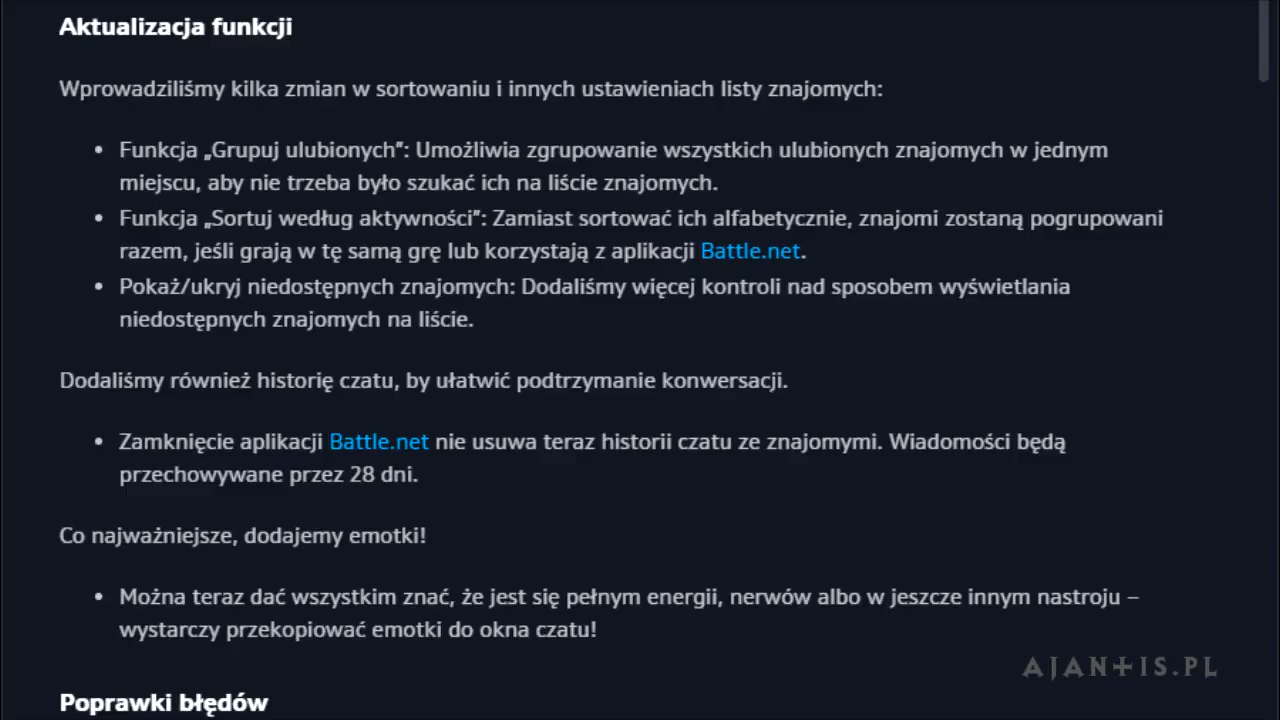 Aktualizacja funkcji
Wprowadziliśmy kilka zmian w sortowaniu i innych ustawieniach listy znajomych:
• Funkcja „Grupuj ulubionych”: Umożliwia zgrupowanie wszystkich ulubionych znajomych w jednym
miejscu, aby nie trzeba było szukać ich na liście znajomych.
• Funkcja „Sortuj według aktywności”: Zamiast sortować ich alfabetycznie, znajomi zostaną pogrupowani
razem, jeśli grają w tę samą grę lub korzystają z aplikacji Battle.net.
• Pokaż/ukryj niedostępnych znajomych: Dodaliśmy więcej kontroli nad sposobem wyświetlania
niedostępnych znajomych na liście.
Dodaliśmy również historię czatu, by ułatwić podtrzymanie konwersacji.
• Zamknięcie aplikacji Battle.net nie usuwa teraz historii czatu ze znajomymi. Wiadomości będą
przechowywane przez 28 dni.
Co najważniejsze, dodajemy emotki!
• Można teraz dać wszystkim znać, że jest się pełnym energii, nerwów albo w jeszcze innym nastroju –
wystarczy przekopiować emotki do okna czatu!
AJANTIS.PL
Poprawki błędów